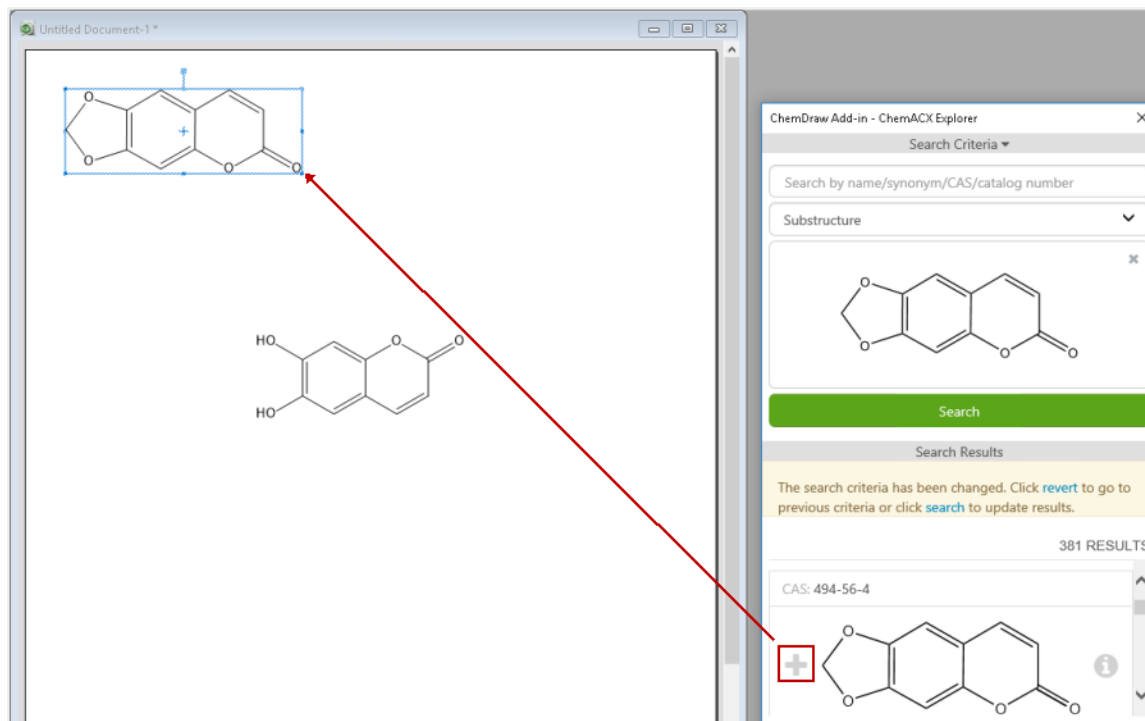 Untitled Document-1 *
O
O
O
O
HO
O
O
HO
ChemDraw Add-in - ChemACX Explorer
Search Criteria
Search by name/synonym/CAS/catalog number
Substructure
O
O
O
O
Search
Search Results
The search criteria has been changed. Click revert to go to
previous criteria or click search to update results.
381 RESULTS
CAS: 494-56-4
O
O
O
O